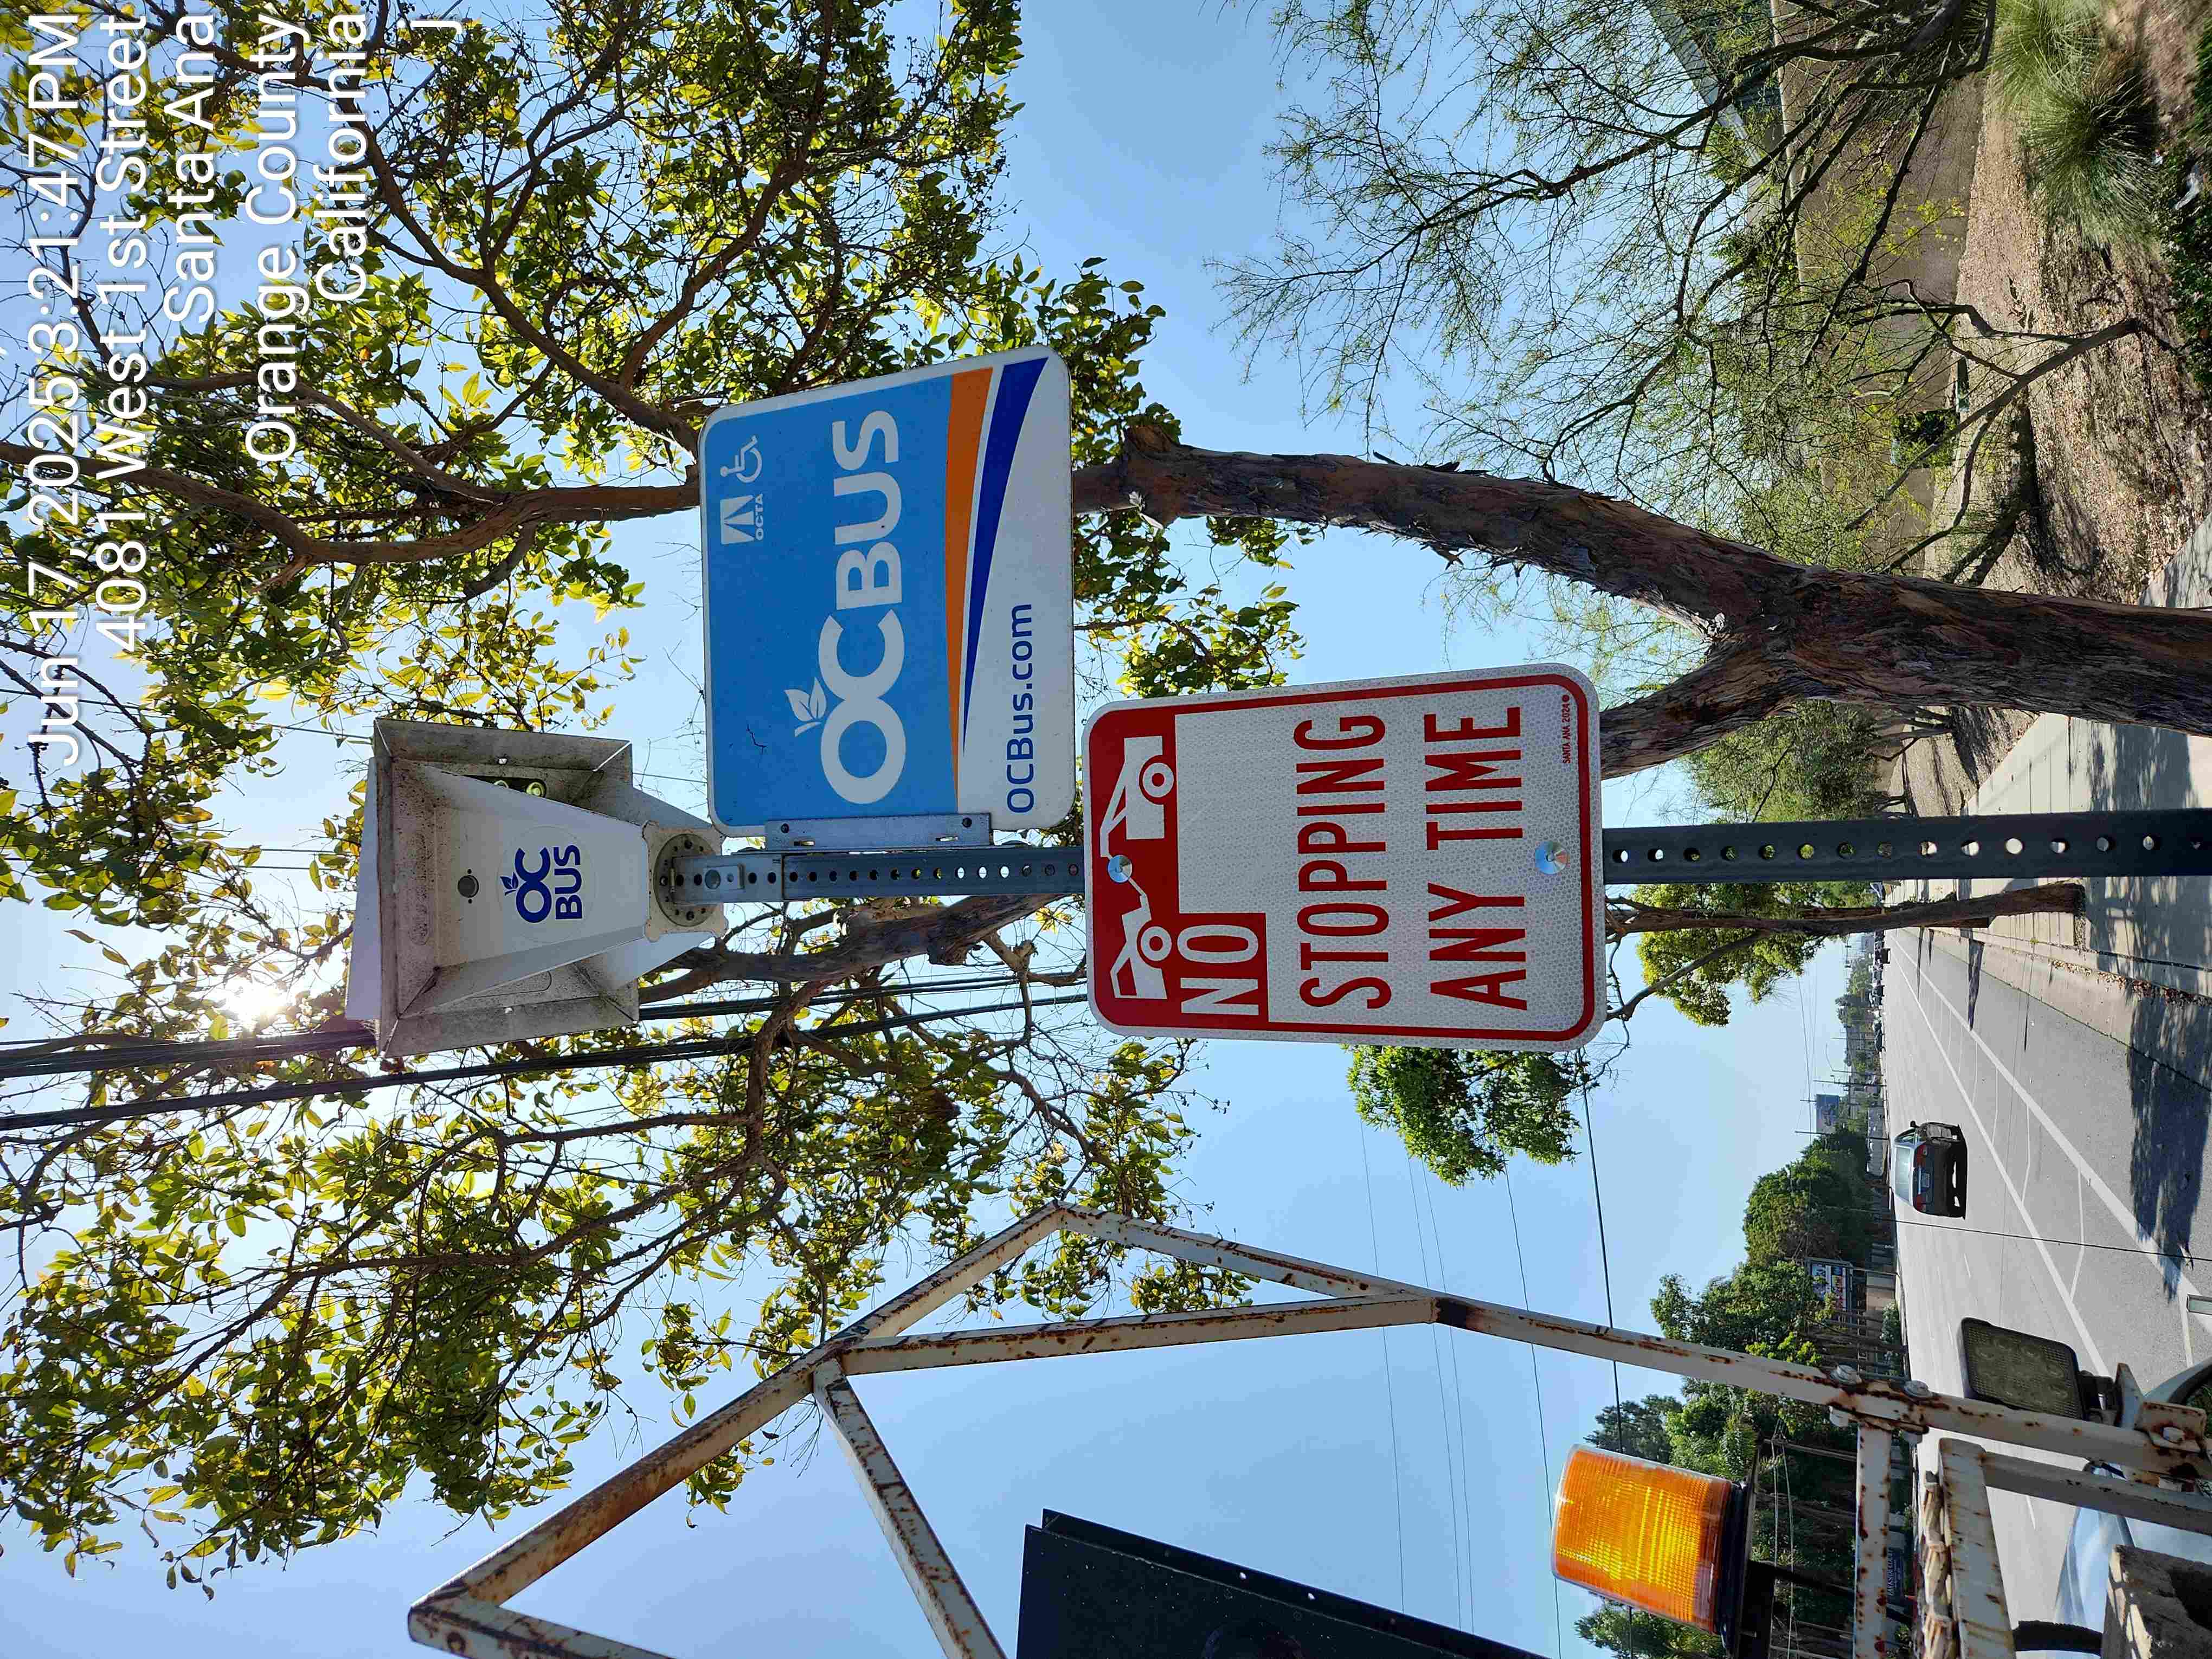 Jun 17, 2025 3:21:47 PM
4081 West 1st Street
Santa Ana
Orange County
California
j
OC
BUS
OCTA
OCBUS
OCBus.com
NO
STOPPING
ANY TIME
SANTA ANA 2024